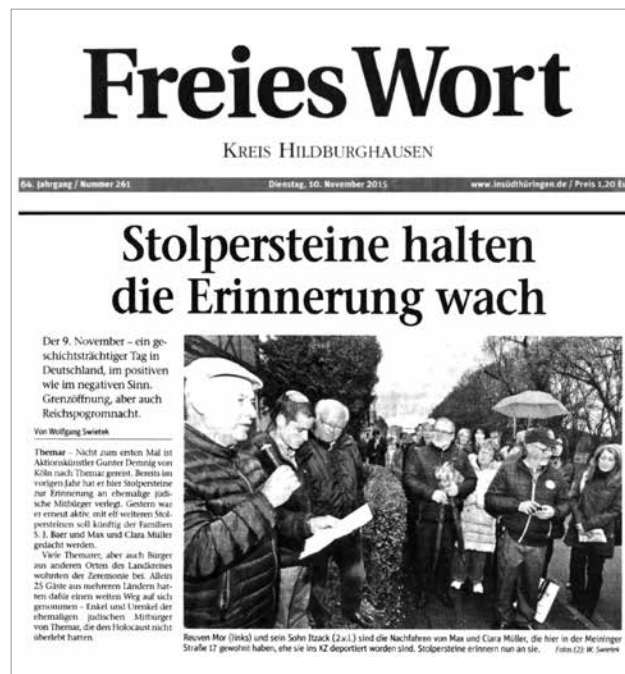 Freies Wort
KREIS HILDBURGHAUSEN
64. Jahrgang / Nummer 261
Dienstag, 10. November 2015
www.insüdthüringen.de / Preis 1,20 Eu
Stolpersteine halten
die Erinnerung wach
Der 9. November – ein ge-
schichtsträchtiger Tag in
Deutschland, im positiven
wie im negativen Sinn.
Grenzöffnung, aber auch
Reichspogromnacht.
Von Wolfgang Swietek
Themar – Nicht zum ersten Mal ist
Aktionskünstler Gunter Demnig von
Köln nach Themar gereist. Bereits im
vorigen Jahr hat er hier Stolpersteine
zur Erinnerung an ehemalige jüdi-
sche Mitbürger verlegt. Gestern war
er erneut aktiv, mit elf weiteren Stol-
persteinen soll künftig der Familien
S. J. Baer und Max und Clara Müller
gedacht werden.
Viele Themarer, aber auch Bürger
aus anderen Orten des Landkreises
wohnten der Zeremonie bei. Allein
25 Gäste aus mehreren Ländern hat-
ten dafür einen weiten Weg auf sich
genommen – Enkel und Urenkel der
ehemaligen jüdischen Mitbürger
von Themar, die den Holocaust nicht
überlebt hatten.
Reuven Mor (links) und sein Sohn Itzack (2.v.l.) sind die Nachfahren von Max und Clara Müller, die hier in der Meininger
Straße 17 gewohnt haben, ehe sie ins KZ deportiert worden sind. Stolpersteine erinnern nun an sie.
Fotos (2): W. Swietek